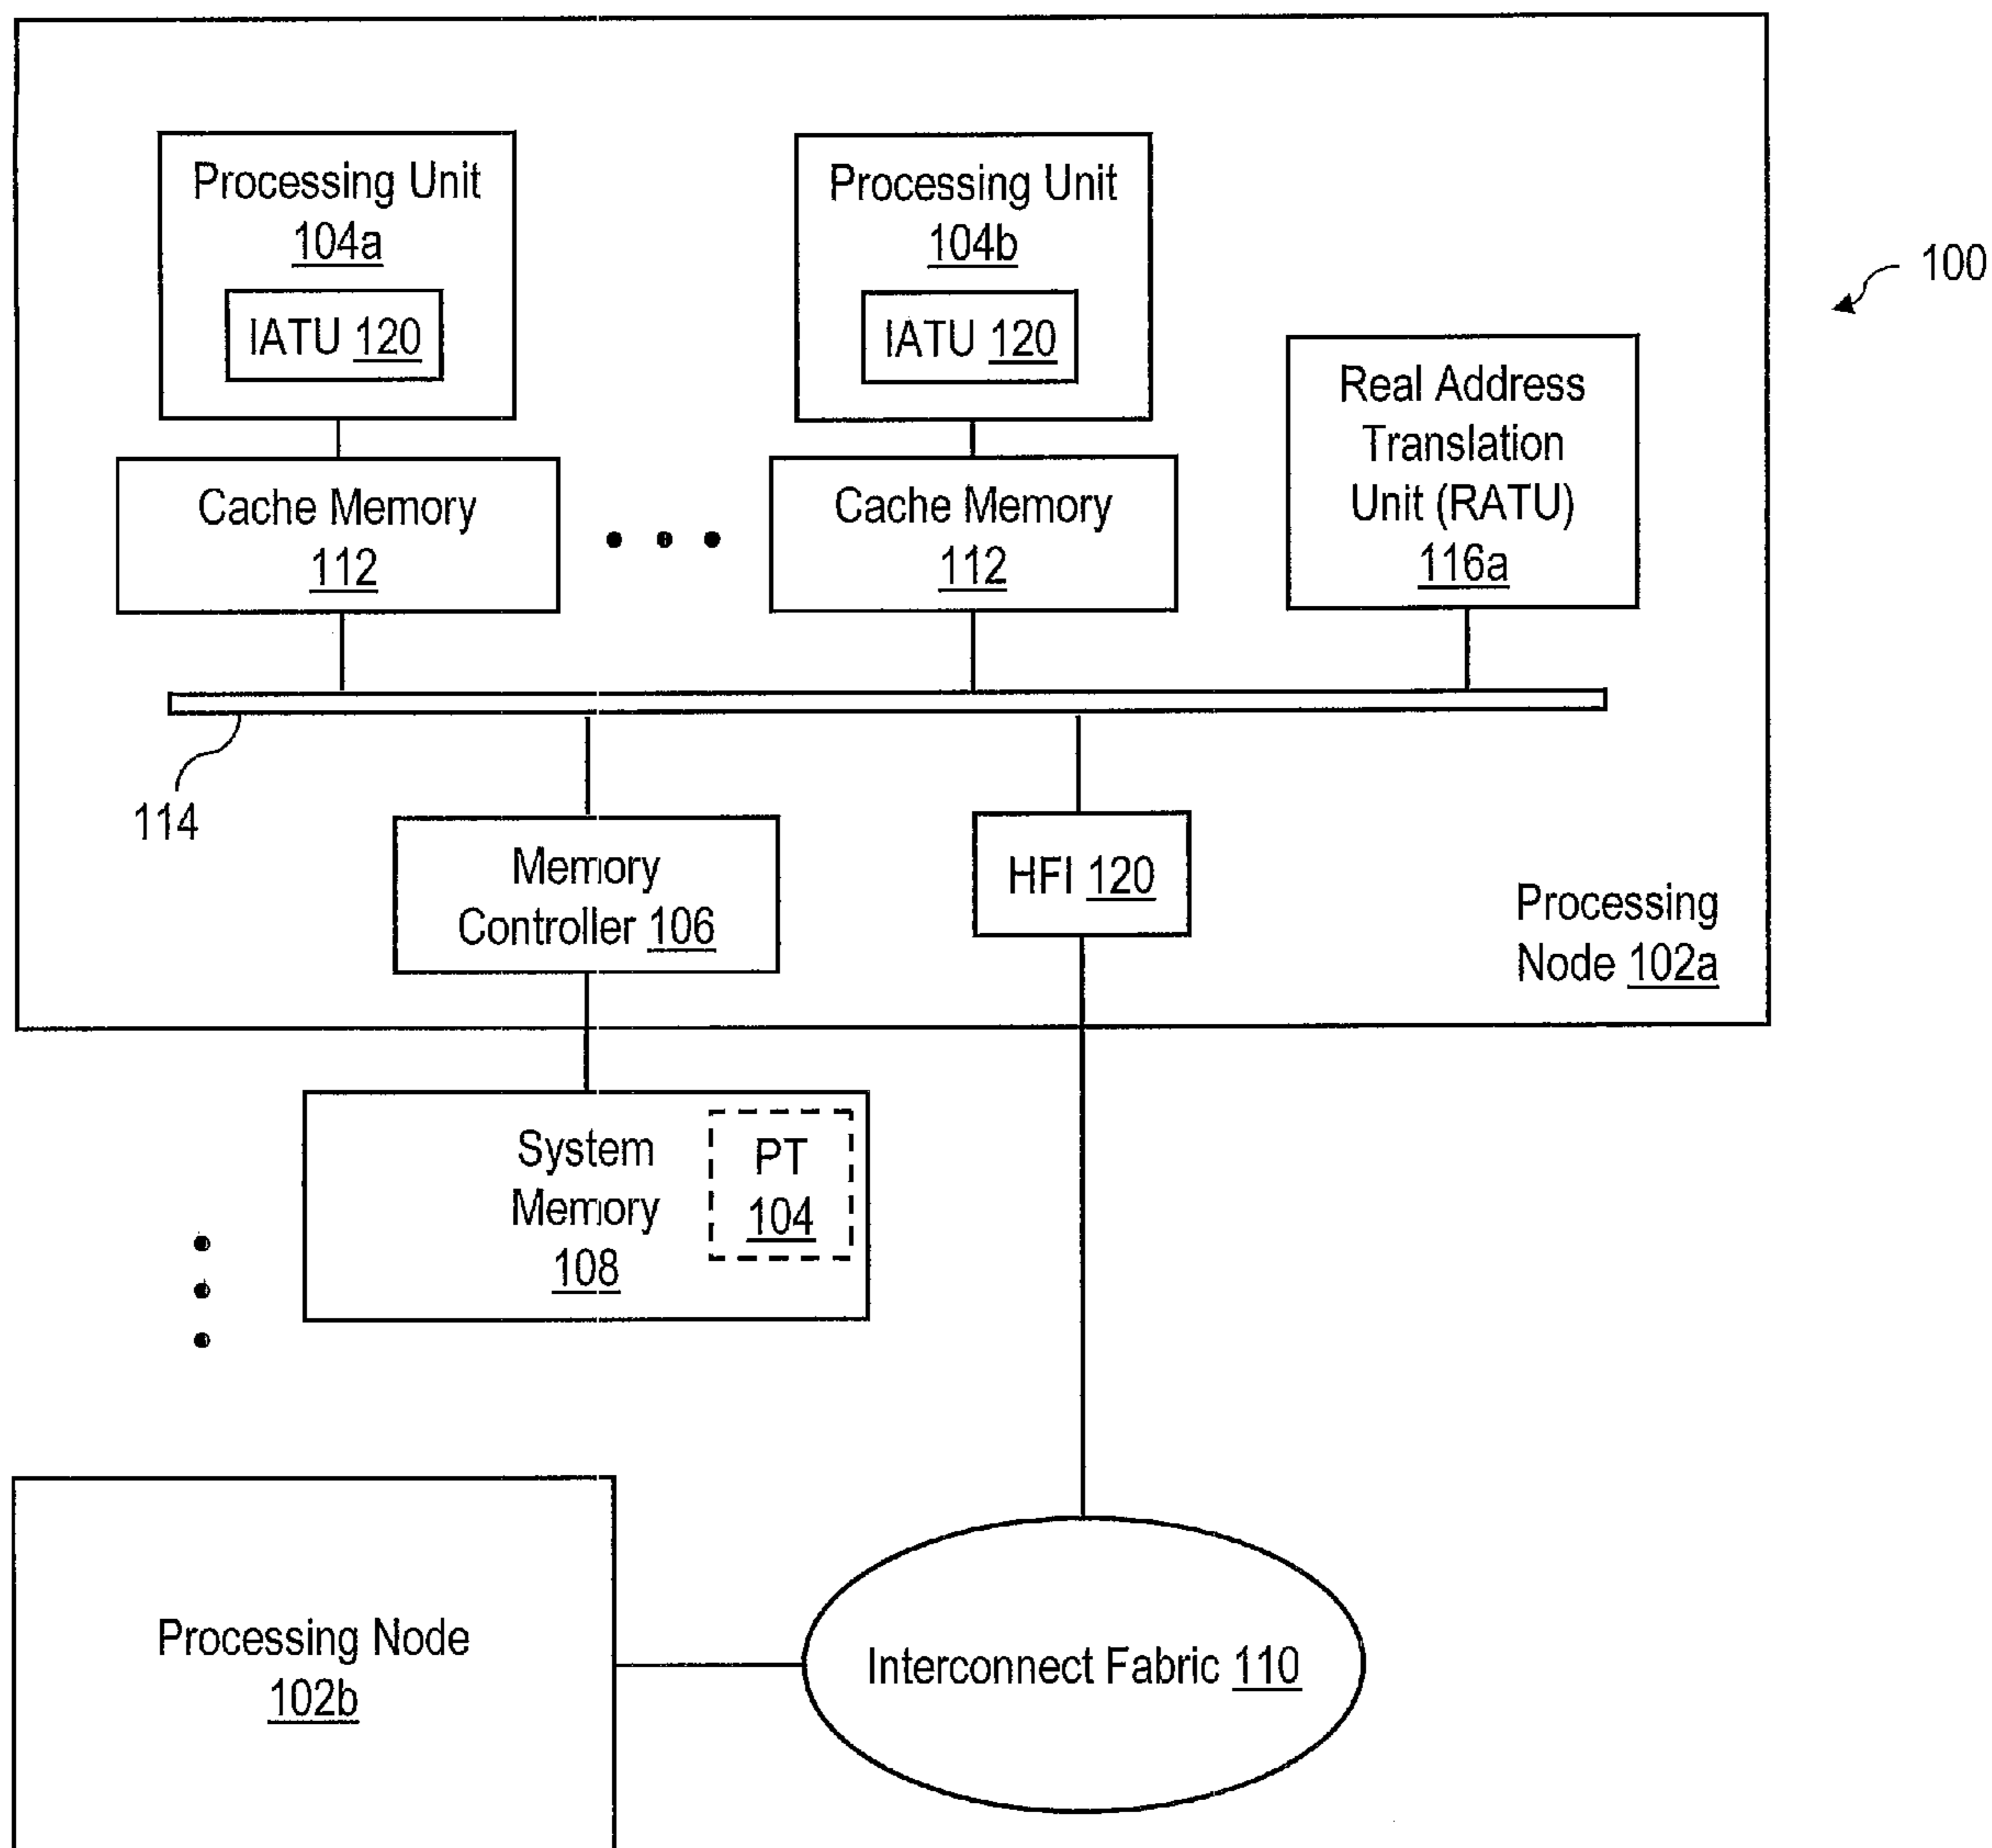 Processing Unit
104a
IATU 120
Processing Unit
104b
IATU 120
100
Real Address
Translation
Unit (RATU)
116a
Cache Memory
112
Cache Memory
112
114
Memory
Controller 106
HFI 120
Processing
Node 102a
System
Memory
108
PT
104
Processing Node
102b
Interconnect Fabric 110